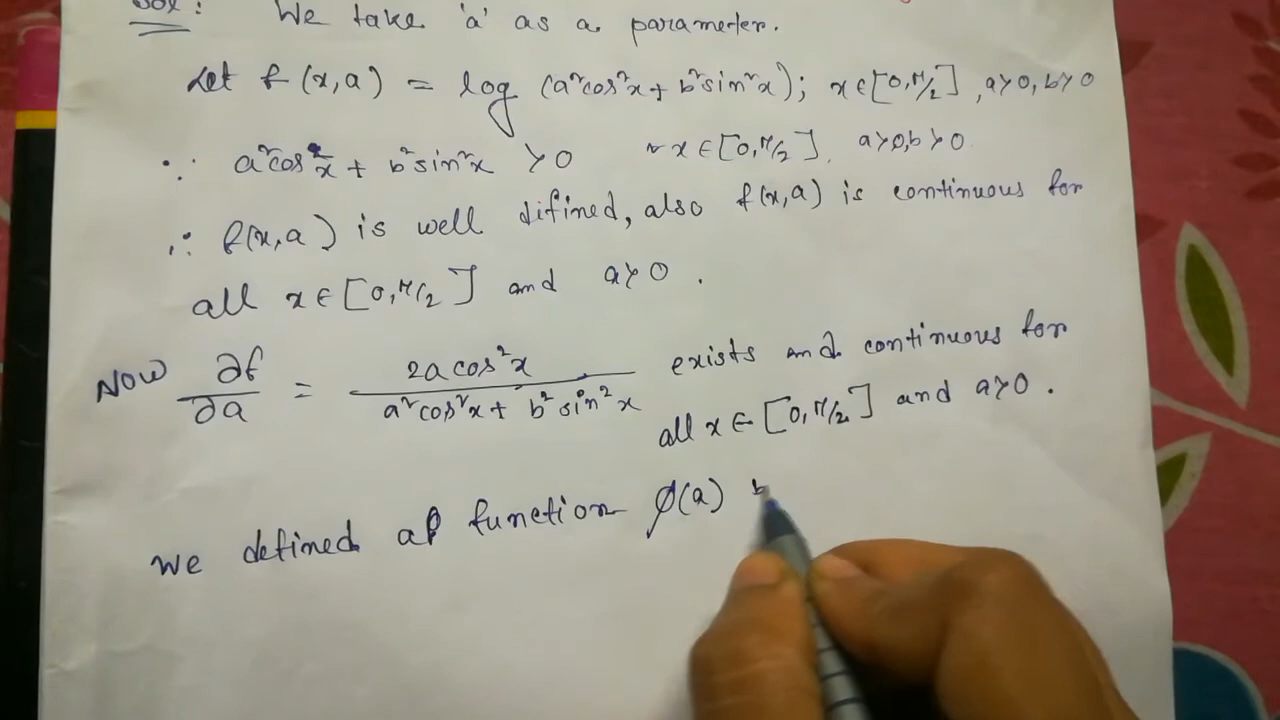 Sol: We take 'a' as a parameter.
Let f(x,a) = log (a²cos²x + b²sin²x); x∈[0,π/2], a>0, b>0
∵ a²cos²x + b²sin²x >0 ∀ x∈[0,π/2], a>0,b>0
∴ f(x,a) is well difined, also f(x,a) is continuous for
all x∈[0,π/2] and a>0.
Now ∂f/∂a = 2a cos²x / a²cos²x + b²sin²x exists and continuous for
all x∈[0,π/2] and a>0.
we defined a function φ(a) b